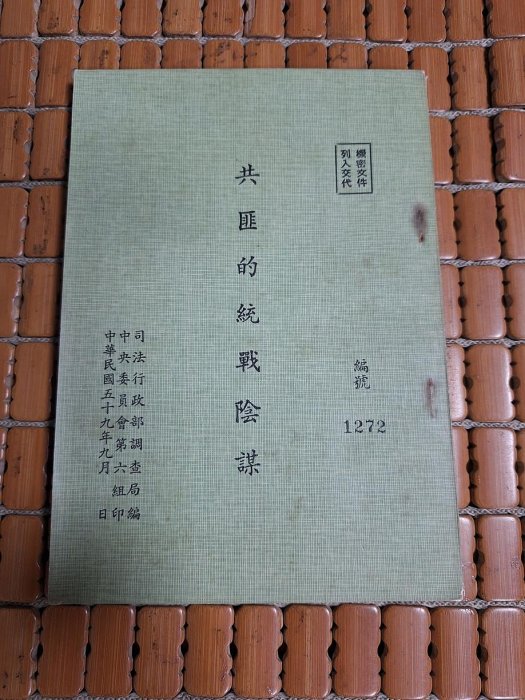 機密文件
列入交代
編號
1272
共匪的統戰陰謀
司法行政部調查局編
中央委員會第六組印
中華民國五十九年九月 日